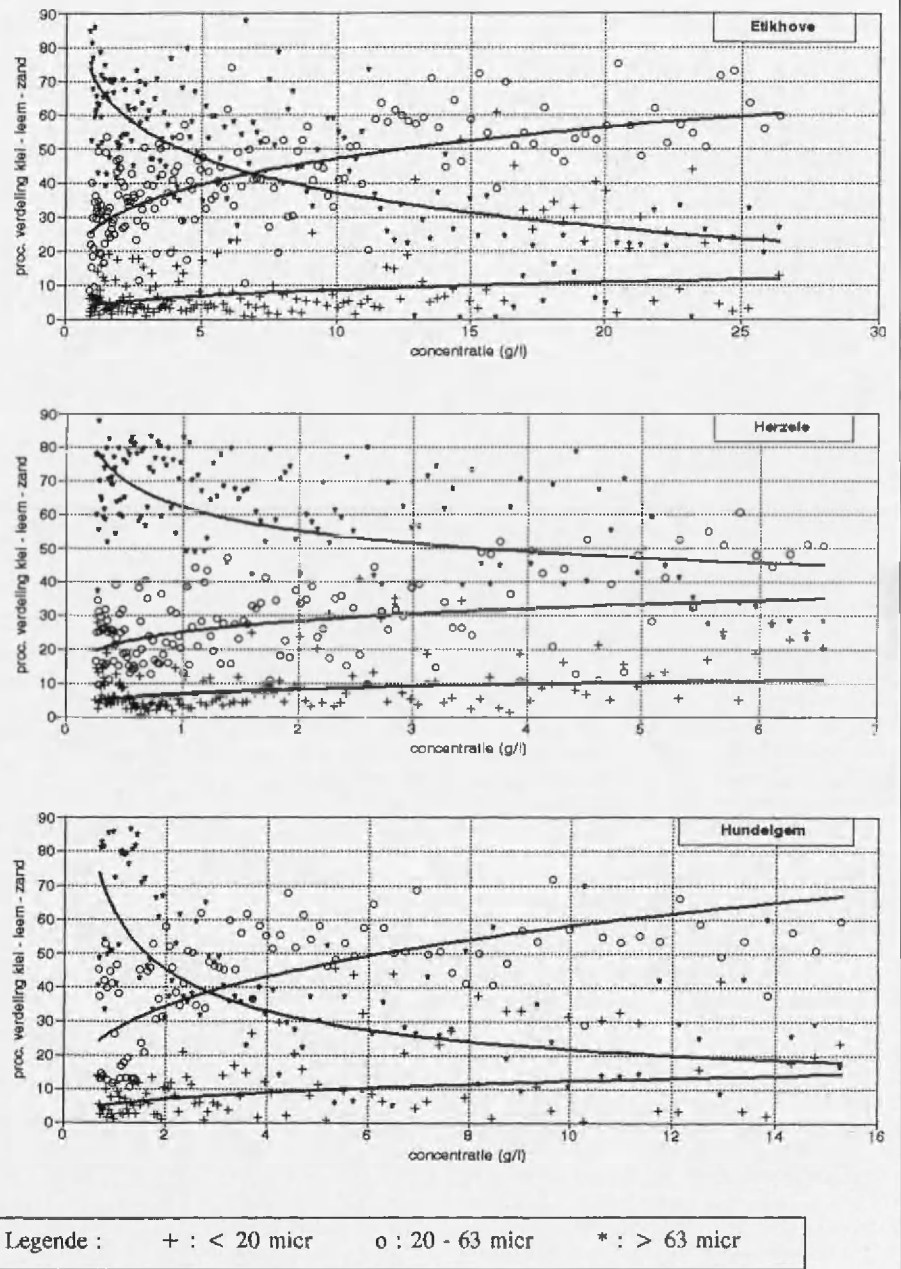 Etikhove
proc. verdeling klei - leem - zand
90
80
70
60
50
40
30
20
10
0
0 5 10 15 20 25 30
concentratie (g/l)
Herzele
proc. verdeling klei - leem - zand
90
80
70
60
50
40
30
20
10
0
0 1 2 3 4 5 6 7
concentratie (g/l)
Hundelgem
proc. verdeling klei - leem - zand
90
80
70
60
50
40
30
20
10
0
0 2 4 6 8 10 12 14 16
concentratie (g/l)
Legende : + : < 20 micr o : 20 - 63 micr * : > 63 micr